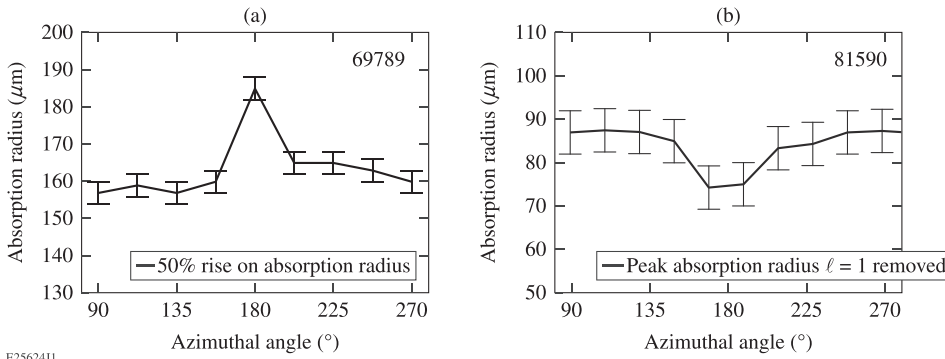 (a)
69789
Absorption radius (μm)
200
190
180
170
160
150
140
130
50% rise on absorption radius
90 135 180 225 270
Azimuthal angle (°)
(b)
81590
Absorption radius (μm)
110
100
90
80
70
60
50
Peak absorption radius ℓ = 1 removed
90 135 180 225 270
Azimuthal angle (°)